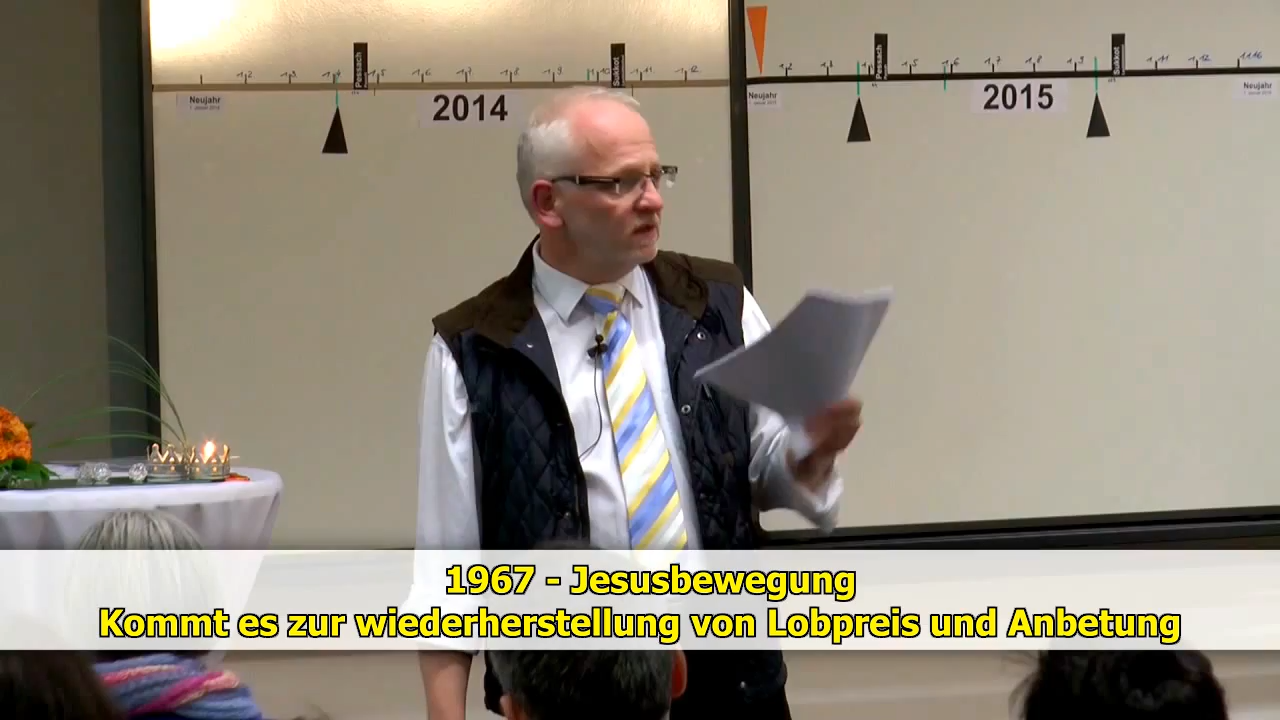 Pessach
Sukkot
Pessach
Sukkot
Neujahr
2014
Neujahr
2015
Neujahr
1967 - Jesusbewegung
Kommt es zur wiederherstellung von Lobpreis und Anbetung